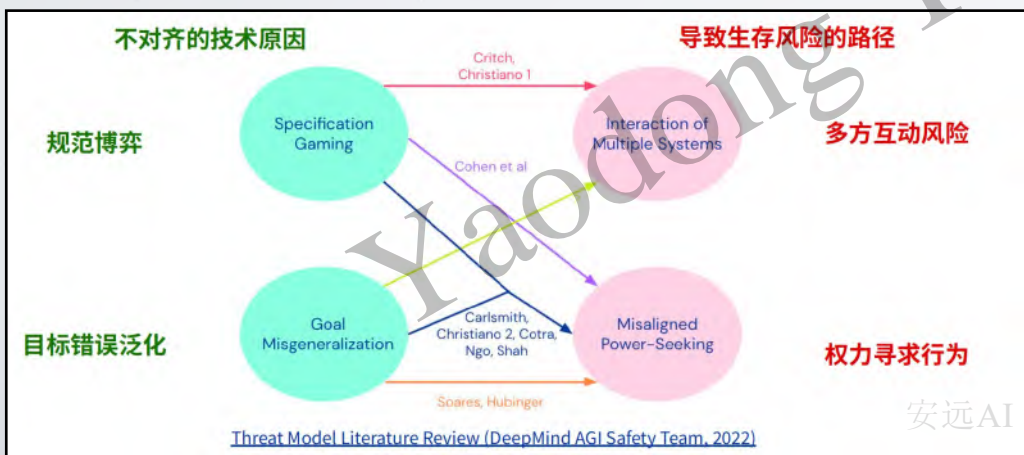 不对齐的技术原因
导致生存风险的路径
Critch,
Christiano 1
规范博弈
Specification
Gaming
Interaction of
Multiple Systems
多方互动风险
Cohen et al
Yaodong
目标错误泛化
Goal
Misgeneralization
Carlsmith,
Christiano 2, Cotra,
Ngo, Shah
Misaligned
Power-Seeking
权力寻求行为
Soares, Hubinger
安远AI
Threat Model Literature Review (DeepMind AGI Safety Team, 2022)